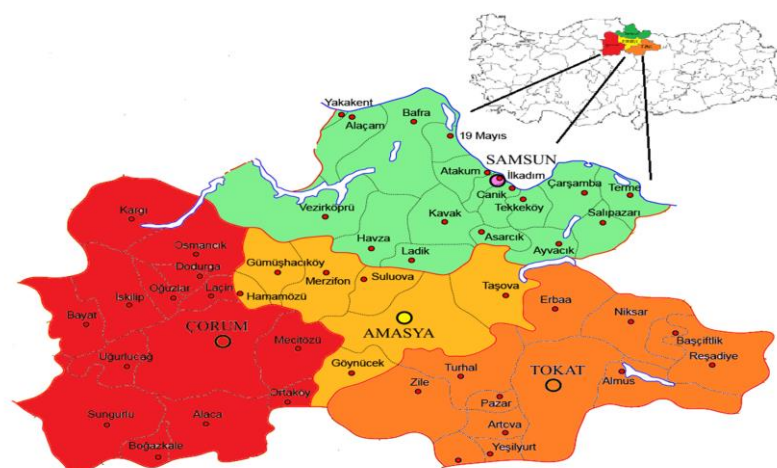 Yakakent
Alaçam
Bafra
19 Mayıs
SAMSUN
Atakum
İlkadım
Canik
Çarşamba
Terme
Tekkeköy
Salıpazarı
Vezirköprü
Kavak
Asarcık
Ayvacık
Havza
Ladik
Kargı
Osmancık
Dodurga
Oğuzlar
Laçin
İskilip
Bayat
ÇORUM
Mecitözü
Uğurlucağ
Sungurlu
Alaca
Ortaköy
Boğazkale
Gümüşhacıköy
Merzifon
Suluova
Hamamözü
Taşova
AMASYA
Göynücek
Erbaa
Niksar
Başçiftlik
Reşadiye
Almus
TOKAT
Turhal
Zile
Pazar
Artova
Yeşilyurt